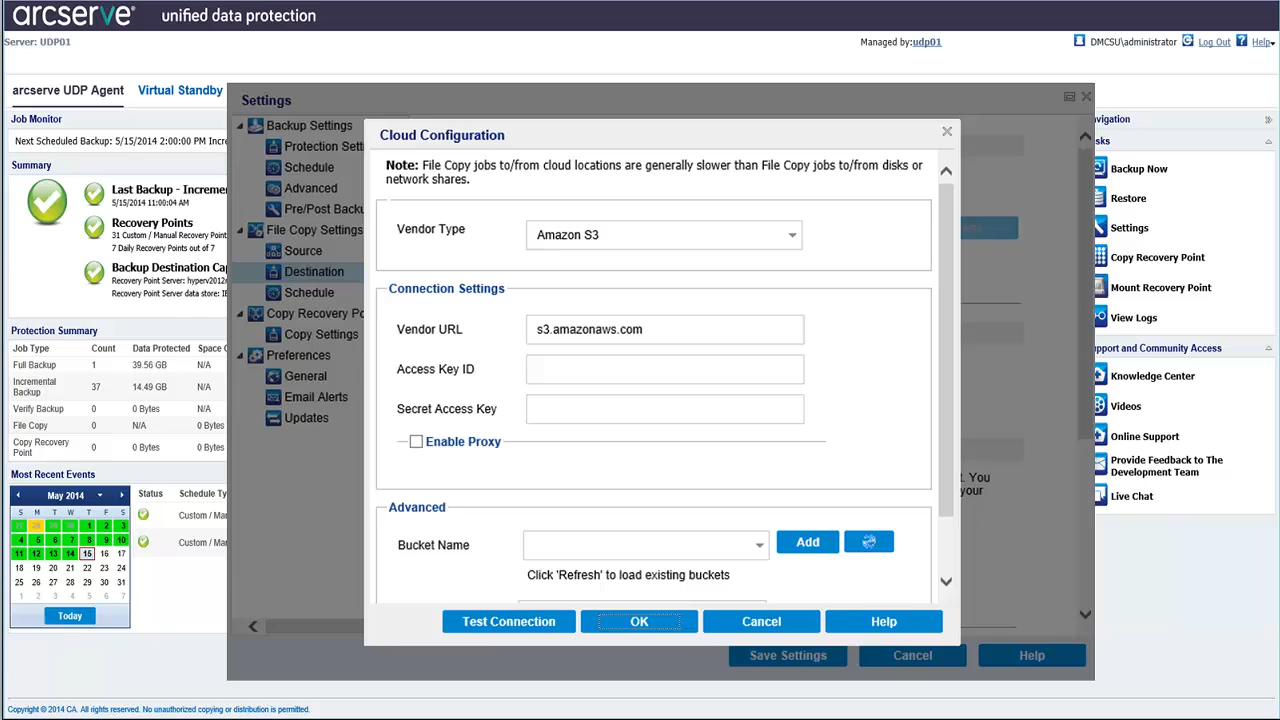 arcserve® unified data protection
Server: UDP01
Managed by:udp01
DMCSU\administrator
Log Out
Help
arcserve UDP Agent
Virtual Standby
Job Monitor
Next Scheduled Backup: 5/15/2014 2:00:00 PM Incre
Summary
Last Backup - Increme
5/15/2014 11:00:04 AM
Recovery Points
31 Custom / Manual Recovery Point
7 Daily Recovery Points out of 7
Backup Destination Cap
Recovery Point Server: hyperv2012
Recovery Point Server data store: IE
Protection Summary
Job Type Count Data Protected Space
Full Backup 1 39.56 GB N/A
Incremental
Backup 37 14.49 GB N/A
Verify Backup 0 0 Bytes N/A
File Copy 0 N/A 0 Bytes
Copy Recovery
Point 0 0 Bytes N/A
Most Recent Events
May 2014
S M T W T F S
1 2 3
4 5 6 7 8 9 10
11 12 13 14 15 16 17
18 19 20 21 22 23 24
25 26 27 28 29 30 31
1 2 3 4 5 6 7
Today
Status Schedule Ty
Custom / Mar
Custom / Mar
Settings
Backup Settings
Protection Sett
Schedule
Advanced
Pre/Post Backu
File Copy Settings
Source
Destination
Schedule
Copy Recovery Po
Copy Settings
Preferences
General
Email Alerts
Updates
Cloud Configuration
Note: File Copy jobs to/from cloud locations are generally slower than File Copy jobs to/from disks or
network shares.
Vendor Type
Amazon S3
Connection Settings
Vendor URL
s3.amazonaws.com
Access Key ID
Secret Access Key
Enable Proxy
Advanced
Bucket Name
Add
Click 'Refresh' to load existing buckets
Test Connection
OK
Cancel
Help
t. You
your
Save Settings
Cancel
Help
avigation
sks
Backup Now
Restore
Settings
Copy Recovery Point
Mount Recovery Point
View Logs
upport and Community Access
Knowledge Center
Videos
Online Support
Provide Feedback to The
Development Team
Live Chat
Copyright © 2014 CA. All rights reserved. No unauthorized copying or distribution is permitted.